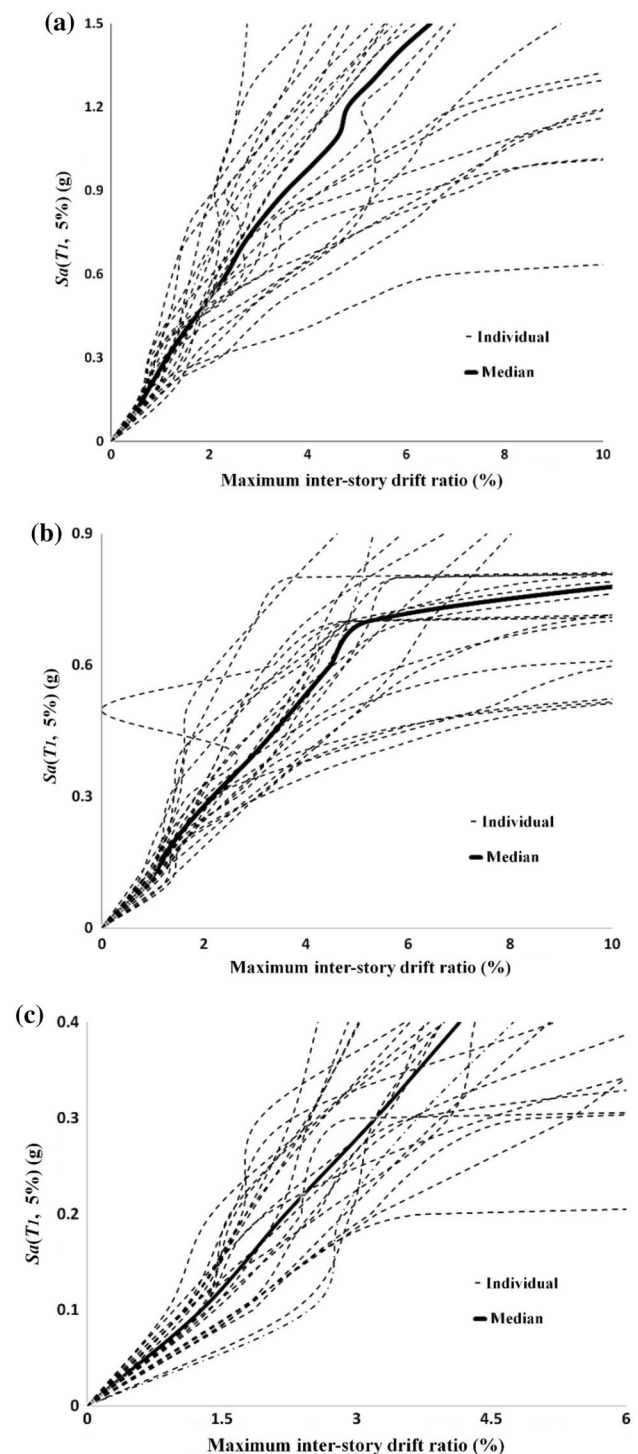 (a)
1.5
1.2
0.9
0.6
0.3
0
Sa(T1, 5%) (g)
- Individual
Median
0 2 4 6 8 10
Maximum inter-story drift ratio (%)
(b)
0.9
0.6
0.3
0
Sa(T1, 5%) (g)
- Individual
Median
0 2 4 6 8 10
Maximum inter-story drift ratio (%)
(c)
0.4
0.3
0.2
0.1
0
Sa(T1, 5%) (g)
- Individual
Median
0 1.5 3 4.5 6
Maximum inter-story drift ratio (%)